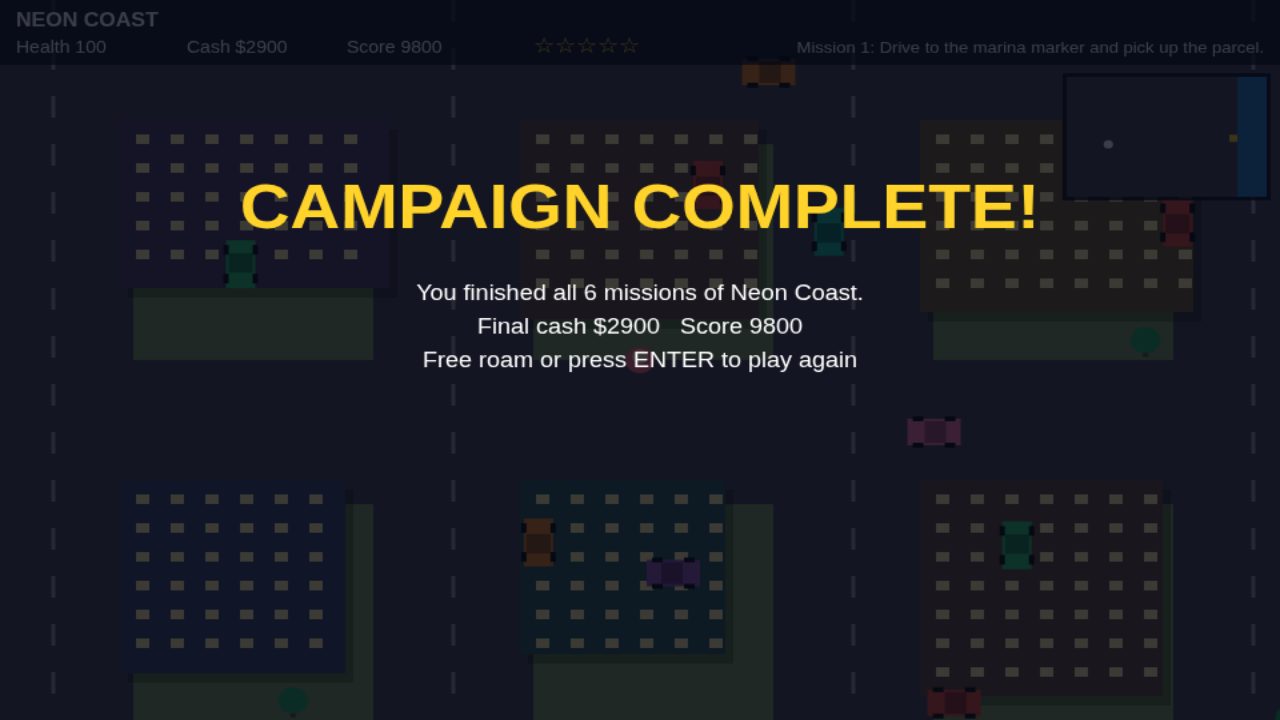 NEON COAST
Health 100 Cash $2900 Score 9800 ☆☆☆☆☆ Mission 1: Drive to the marina marker and pick up the parcel.
CAMPAIGN COMPLETE!
You finished all 6 missions of Neon Coast.
Final cash $2900 Score 9800
Free roam or press ENTER to play again